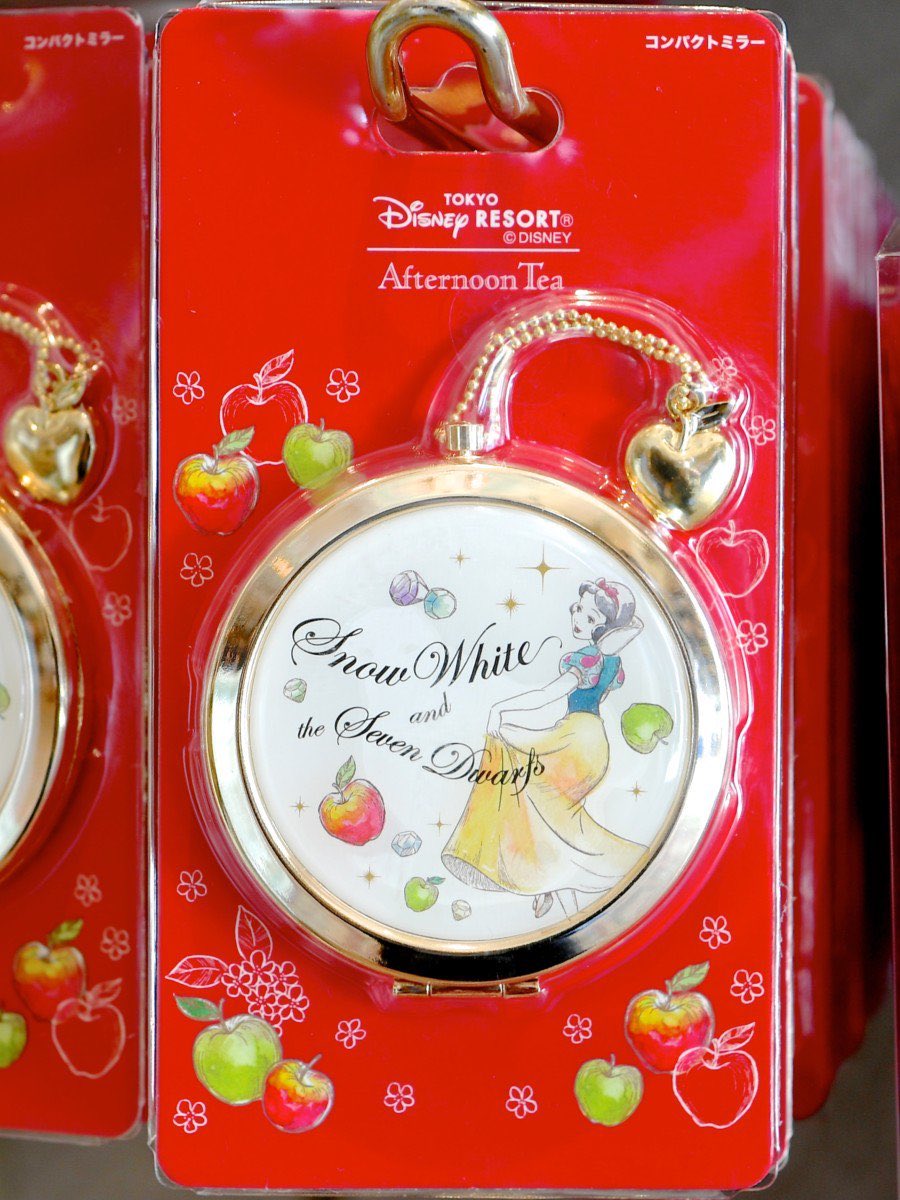 コンパクトミラー
コンパクトミラー
TOKYO
Disney RESORT®
© DISNEY
Afternoon Tea
Snow White
and
the Seven Dwarfs